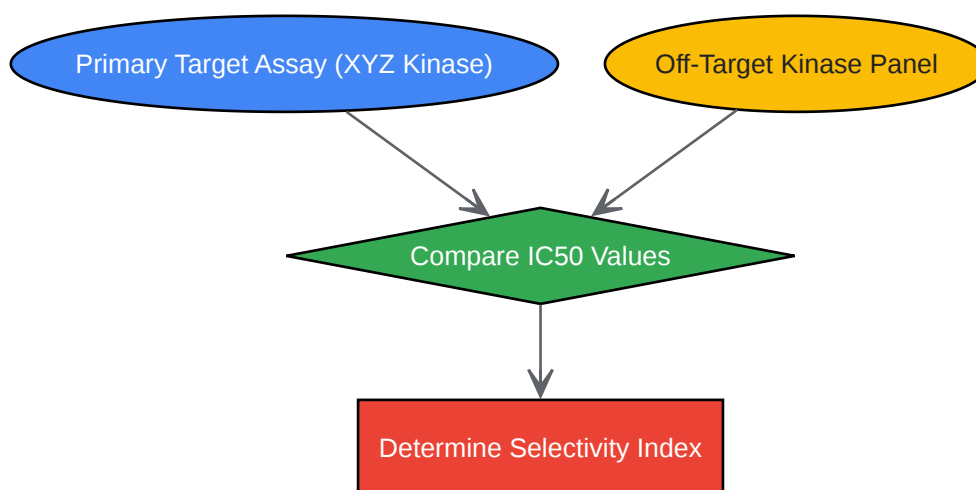 Primary Target Assay (XYZ Kinase)
Off-Target Kinase Panel
Compare IC50 Values
Determine Selectivity Index